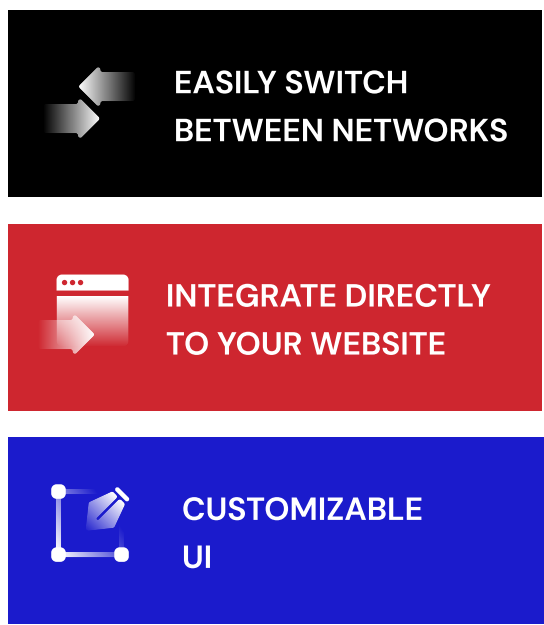 EASILY SWITCH
BETWEEN NETWORKS
INTEGRATE DIRECTLY
TO YOUR WEBSITE
CUSTOMIZABLE
UI